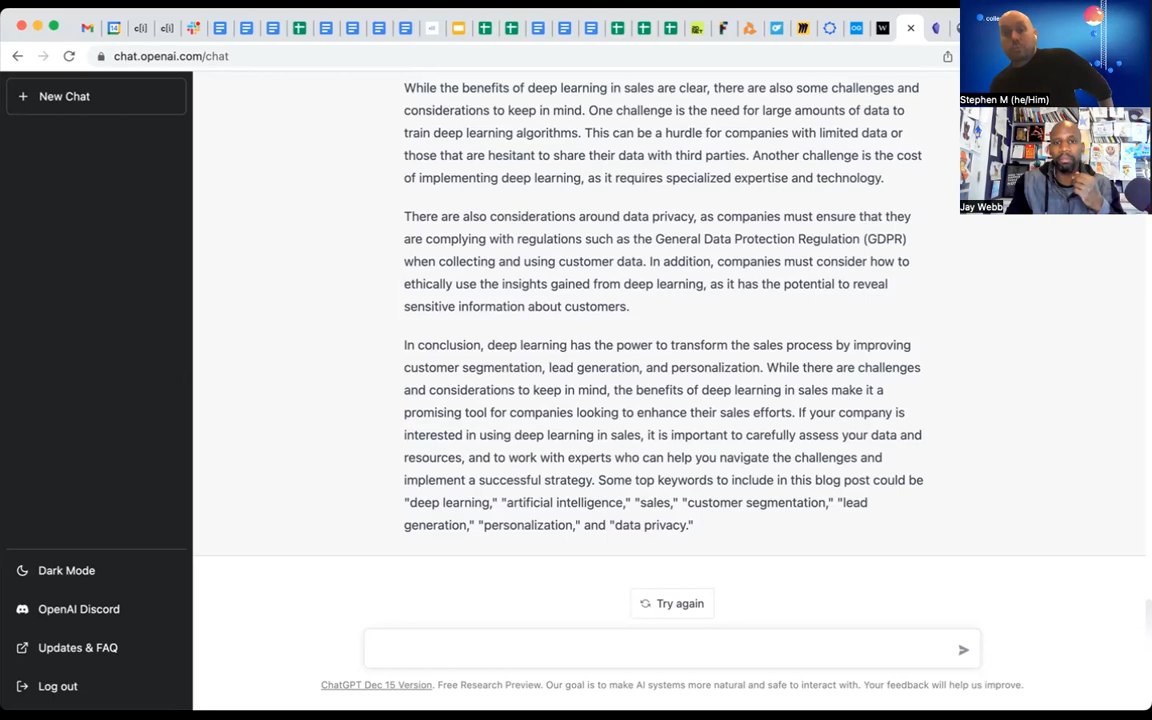 chat.openai.com/chat
New Chat
While the benefits of deep learning in sales are clear, there are also some challenges and
considerations to keep in mind. One challenge is the need for large amounts of data to
train deep learning algorithms. This can be a hurdle for companies with limited data or
those that are hesitant to share their data with third parties. Another challenge is the cost
of implementing deep learning, as it requires specialized expertise and technology.
There are also considerations around data privacy, as companies must ensure that they
are complying with regulations such as the General Data Protection Regulation (GDPR)
when collecting and using customer data. In addition, companies must consider how to
ethically use the insights gained from deep learning, as it has the potential to reveal
sensitive information about customers.
In conclusion, deep learning has the power to transform the sales process by improving
customer segmentation, lead generation, and personalization. While there are challenges
and considerations to keep in mind, the benefits of deep learning in sales make it a
promising tool for companies looking to enhance their sales efforts. If your company is
interested in using deep learning in sales, it is important to carefully assess your data and
resources, and to work with experts who can help you navigate the challenges and
implement a successful strategy. Some top keywords to include in this blog post could be
"deep learning," "artificial intelligence," "sales," "customer segmentation," "lead
generation," "personalization," and "data privacy."
Stephen M (he/Him)
Jay Webb
Dark Mode
OpenAI Discord
Updates & FAQ
Log out
Try again
ChatGPT Dec 15 Version. Free Research Preview. Our goal is to make AI systems more natural and safe to interact with. Your feedback will help us improve.